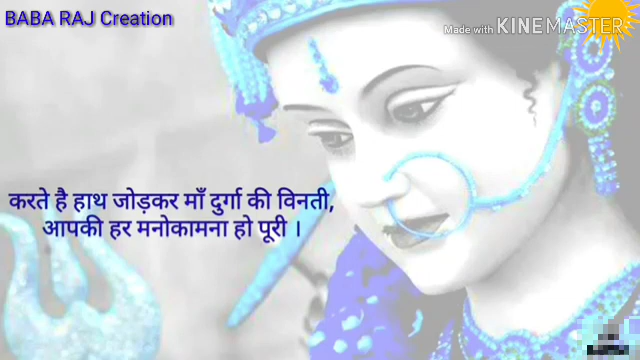 BABA RAJ Creation
Made with KINEMASTER
करते है हाथ जोड़कर माँ दुर्गा की विनती,
आपकी हर मनोकामना हो पूरी ।